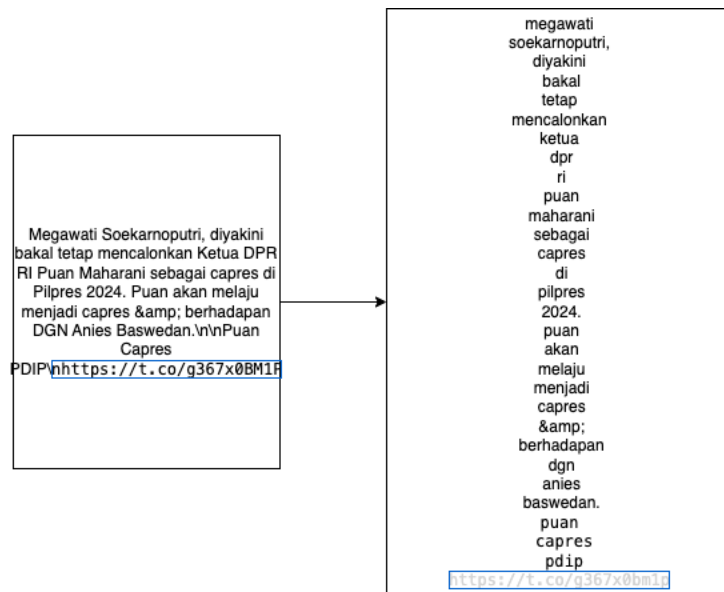 Megawati Soekarnoputri, diyakini
bakal tetap mencalonkan Ketua DPR
RI Puan Maharani sebagai capres di
Pilpres 2024. Puan akan melaju
menjadi capres &amp; berhadapan
DGN Anies Baswedan.\n\nPuan
Capres
PDIP\nhttps://t.co/g367x0BM1P
megawati
soekarnoputri,
diyakini
bakal
tetap
mencalonkan
ketua
dpr
ri
puan
maharani
sebagai
capres
di
pilpres
2024.
puan
akan
melaju
menjadi
capres
&amp;
berhadapan
dgn
anies
baswedan.
puan
capres
pdip
https://t.co/g367x0bm1p